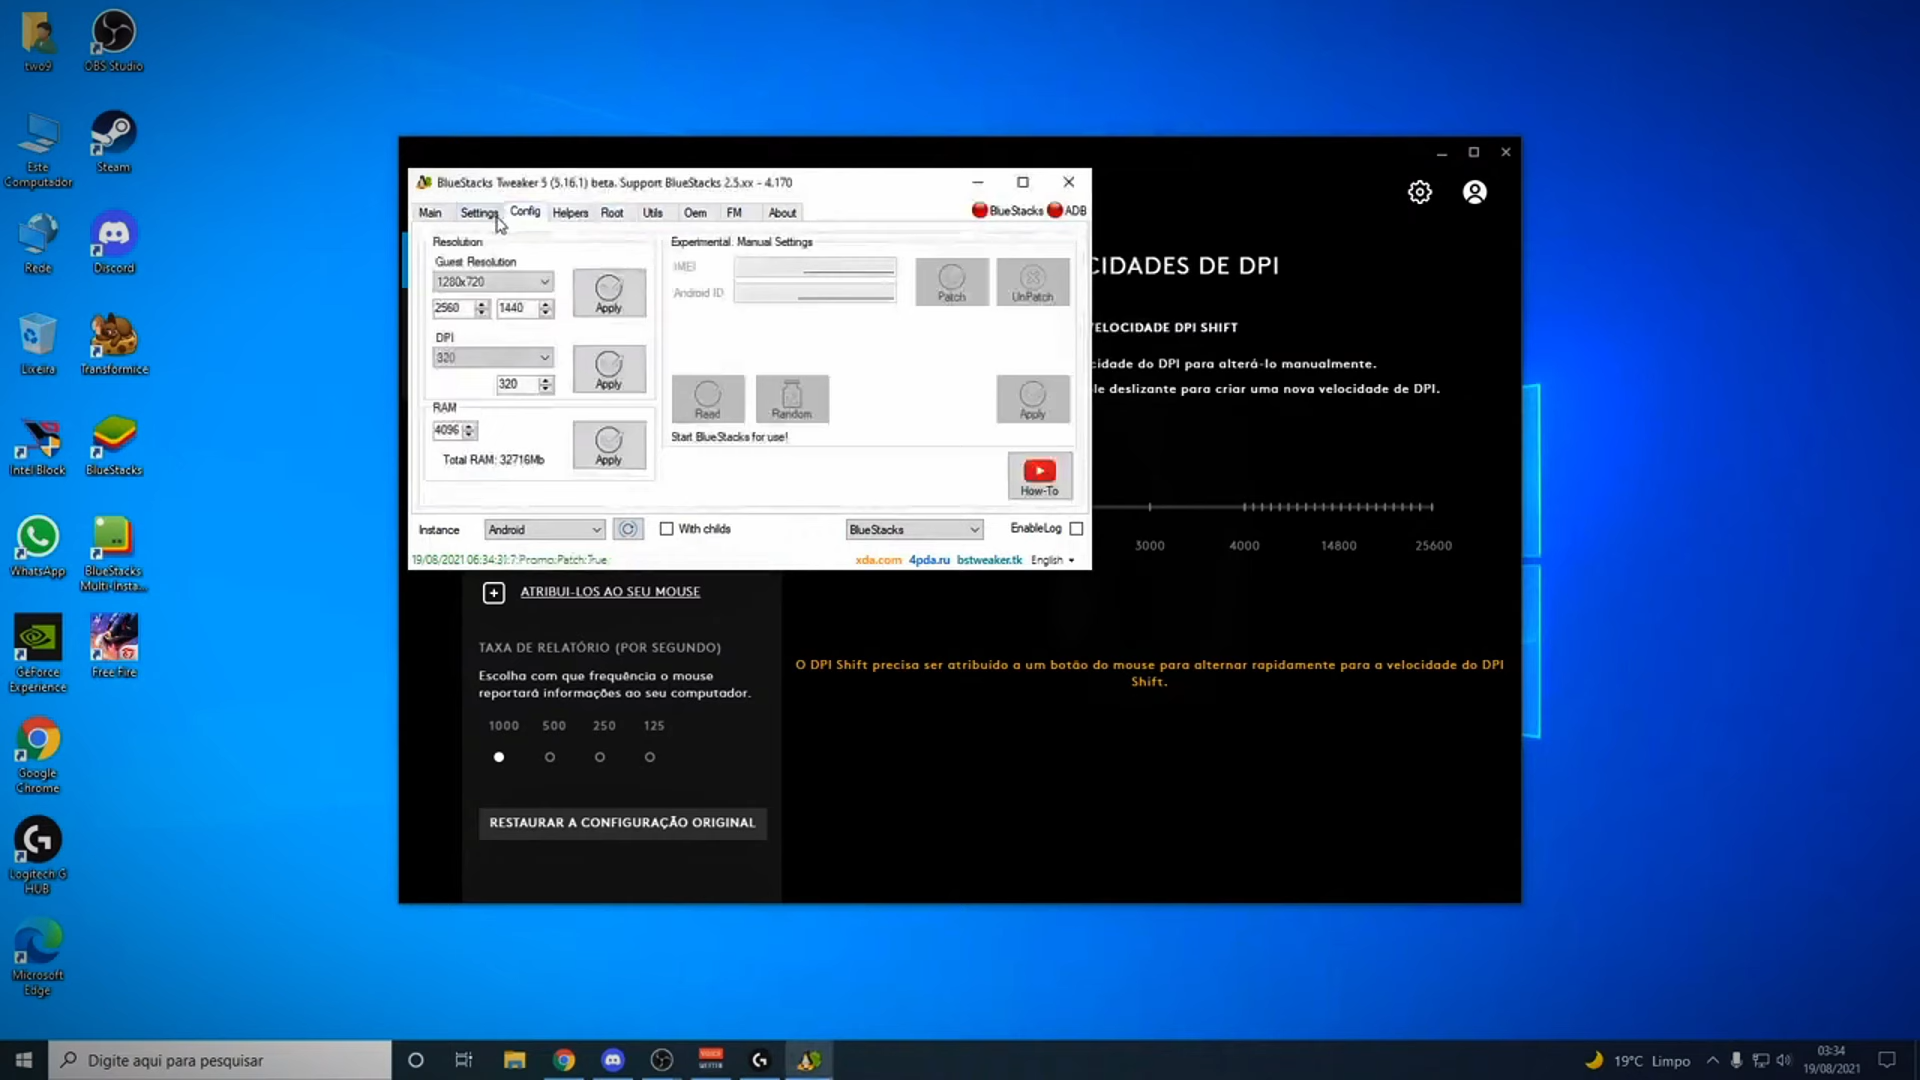 two9
OBS Studio
Este
Computador
Steam
Rede
Discord
Lixeira
Transformice
Intel Block
BlueStacks
WhatsApp
BlueStacks
Multi-Insta...
GeForce
Experience
Free Fire
Google
Chrome
Logitech G
HUB
Microsoft
Edge
BlueStacks Tweaker 5 (5.16.1) beta. Support BlueStacks 2.5.xx - 4.170
Main Settings Config Helpers Root Utils Oem FM About BlueStacks ADB
Resolution
Guest Resolution
1280x720
2560 1440 Apply
DPI
320
320 Apply
RAM
4096
Total RAM: 32716Mb Apply
Experimental. Manual Settings
IMEI
Android ID
Patch UnPatch
Read Random Apply
Start BlueStacks for use!
How-To
Instance Android With childs BlueStacks EnableLog
19/08/2021 06:34:31:7:Promo:Patch:True
xda.com 4pda.ru bstweaker.tk English
CIDADES DE DPI
ELOCIDADE DPI SHIFT
cidade do DPI para alterá-lo manualmente.
le deslizante para criar uma nova velocidade de DPI.
3000 4000 14800 25600
ATRIBUI-LOS AO SEU MOUSE
TAXA DE RELATÓRIO (POR SEGUNDO)
Escolha com que frequência o mouse
reportará informações ao seu computador.
1000 500 250 125
RESTAURAR A CONFIGURAÇÃO ORIGINAL
O DPI Shift precisa ser atribuído a um botão do mouse para alternar rapidamente para a velocidade do DPI
Shift.
Digite aqui para pesquisar
19°C Limpo
03:34
19/08/2021